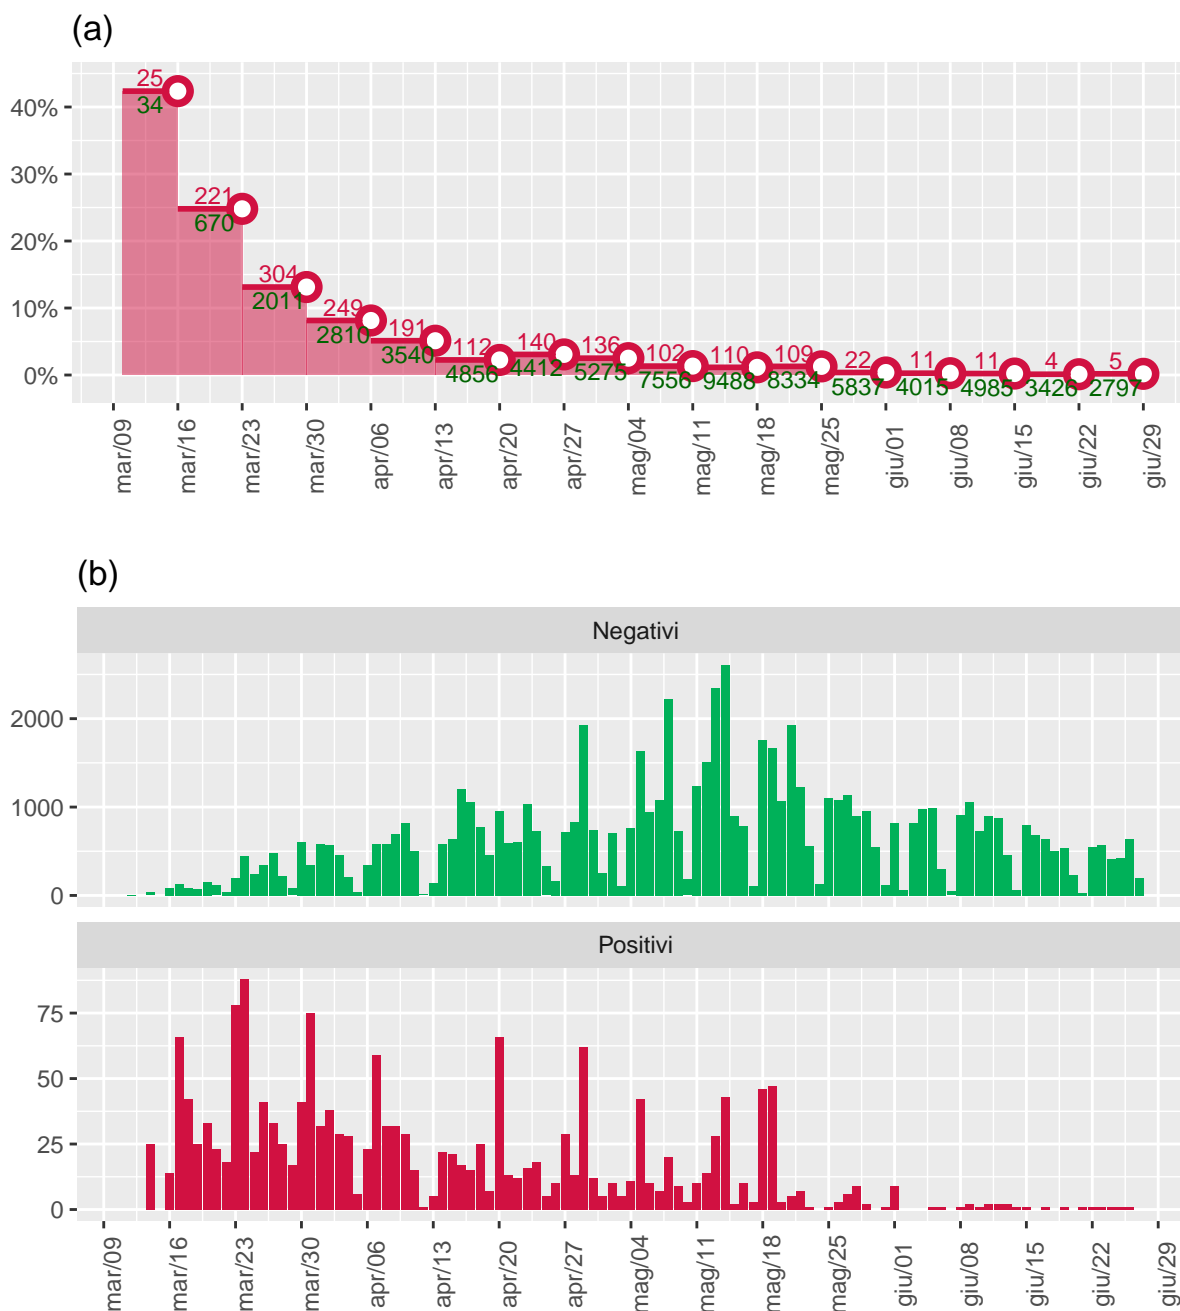 (a)
25
34
221
670
304
2011
249
2810
191
3540
112
4856
140
4412
136
5275
102
7556
110
9488
109
8334
22
5837
11
4015
11
4985
4
3426
5
2797
40%
30%
20%
10%
0%
mar/09
mar/16
mar/23
mar/30
apr/06
apr/13
apr/20
apr/27
mag/04
mag/11
mag/18
mag/25
giu/01
giu/08
giu/15
giu/22
giu/29
(b)
Negativi
2000
1000
0
Positivi
75
50
25
0
mar/09
mar/16
mar/23
mar/30
apr/06
apr/13
apr/20
apr/27
mag/04
mag/11
mag/18
mag/25
giu/01
giu/08
giu/15
giu/22
giu/29